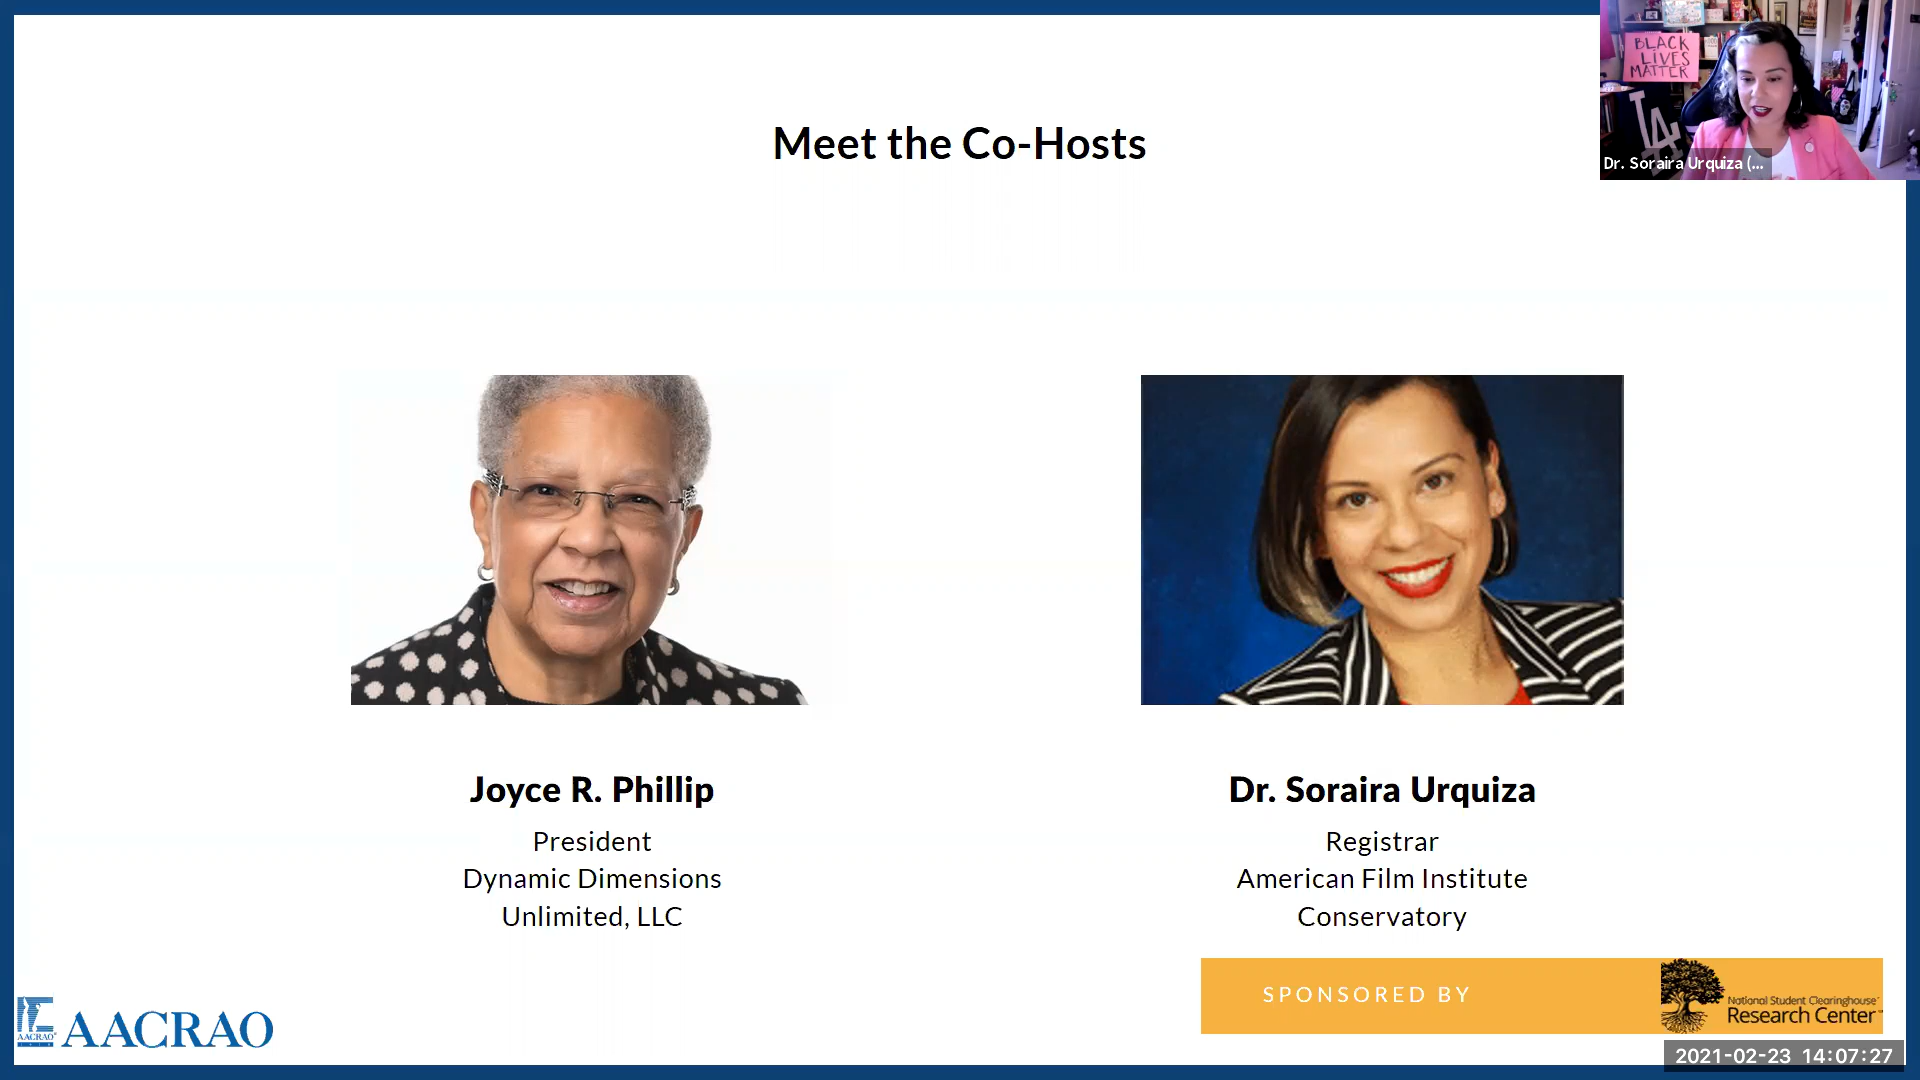 Meet the Co-Hosts
BLACK
LIVES
MATTER
LA
Dr. Soraira Urquiza (...
Joyce R. Phillip
President
Dynamic Dimensions
Unlimited, LLC
Dr. Soraira Urquiza
Registrar
American Film Institute
Conservatory
SPONSORED BY
National Student Clearinghouse
Research Center
AACRAO
AACRAO
2021-02-23 14:07:27